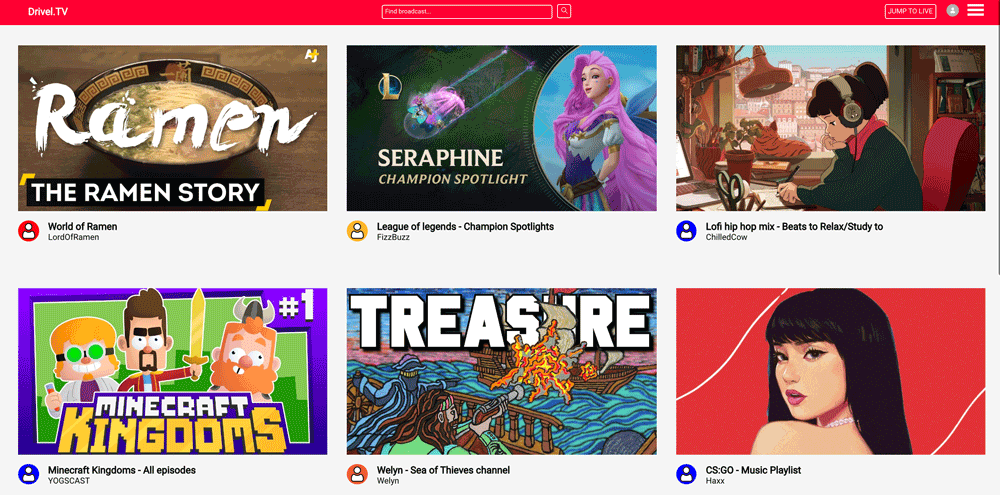 Drivel.TV
Find broadcast...
JUMP TO LIVE
Ramen
THE RAMEN STORY
L
SERAPHINE
CHAMPION SPOTLIGHT
World of Ramen
LordOfRamen
League of legends - Champion Spotlights
FizzBuzz
Lofi hip hop mix - Beats to Relax/Study to
ChilledCow
#1
MINECRAFT
KINGDOMS
TREASURE
Minecraft Kingdoms - All episodes
YOGSCAST
Welyn - Sea of Thieves channel
Welyn
CS:GO - Music Playlist
Haxx